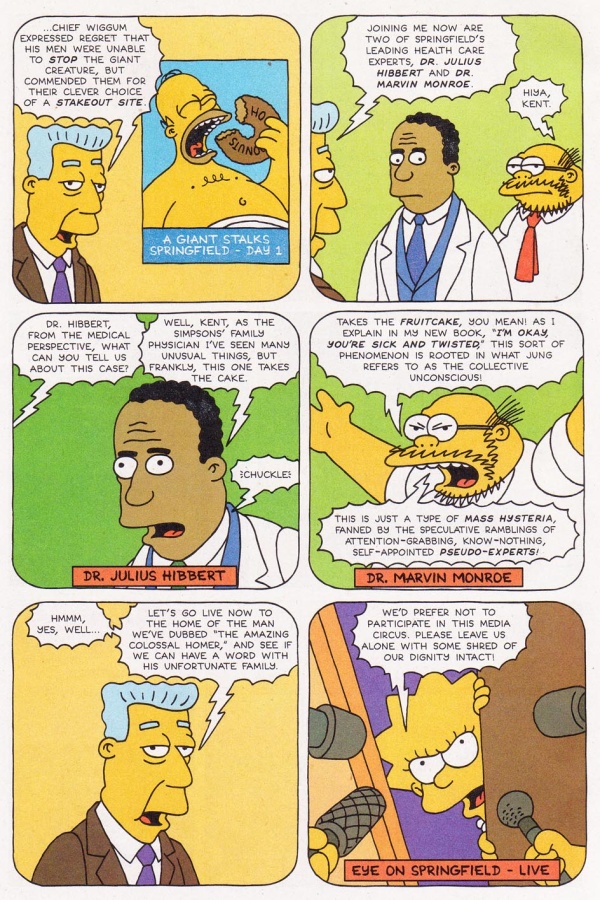 ...CHIEF WIGGUM
EXPRESSED REGRET THAT
HIS MEN WERE UNABLE
TO STOP THE GIANT
CREATURE, BUT
COMMENDED THEM FOR
THEIR CLEVER CHOICE
OF A STAKEOUT SITE.
HO
ONUTS
A GIANT STALKS
SPRINGFIELD - DAY 1
JOINING ME NOW ARE
TWO OF SPRINGFIELD'S
LEADING HEALTH CARE
EXPERTS, DR. JULIUS
HIBBERT AND DR.
MARVIN MONROE.
HIYA,
KENT.
DR. HIBBERT,
FROM THE MEDICAL
PERSPECTIVE, WHAT
CAN YOU TELL US
ABOUT THIS CASE?
WELL, KENT, AS THE
SIMPSONS' FAMILY
PHYSICIAN I'VE SEEN MANY
UNUSUAL THINGS, BUT
FRANKLY, THIS ONE TAKES
THE CAKE.
CHUCKLE
DR. JULIUS HIBBERT
TAKES THE FRUITCAKE, YOU MEAN! AS I
EXPLAIN IN MY NEW BOOK, "I'M OKAY,
YOU'RE SICK AND TWISTED," THIS SORT OF
PHENOMENON IS ROOTED IN WHAT JUNG
REFERS TO AS THE COLLECTIVE
UNCONSCIOUS!
THIS IS JUST A TYPE OF MASS HYSTERIA,
FANNED BY THE SPECULATIVE RAMBLINGS OF
ATTENTION-GRABBING, KNOW-NOTHING,
SELF-APPOINTED PSEUDO-EXPERTS!
DR. MARVIN MONROE
HMMM,
YES, WELL...
LET'S GO LIVE NOW TO
THE HOME OF THE MAN
WE'VE DUBBED "THE AMAZING
COLOSSAL HOMER," AND SEE IF
WE CAN HAVE A WORD WITH
HIS UNFORTUNATE FAMILY.
WE'D PREFER NOT TO
PARTICIPATE IN THIS MEDIA
CIRCUS. PLEASE LEAVE US
ALONE WITH SOME SHRED OF
OUR DIGNITY INTACT!
EYE ON SPRINGFIELD - LIVE